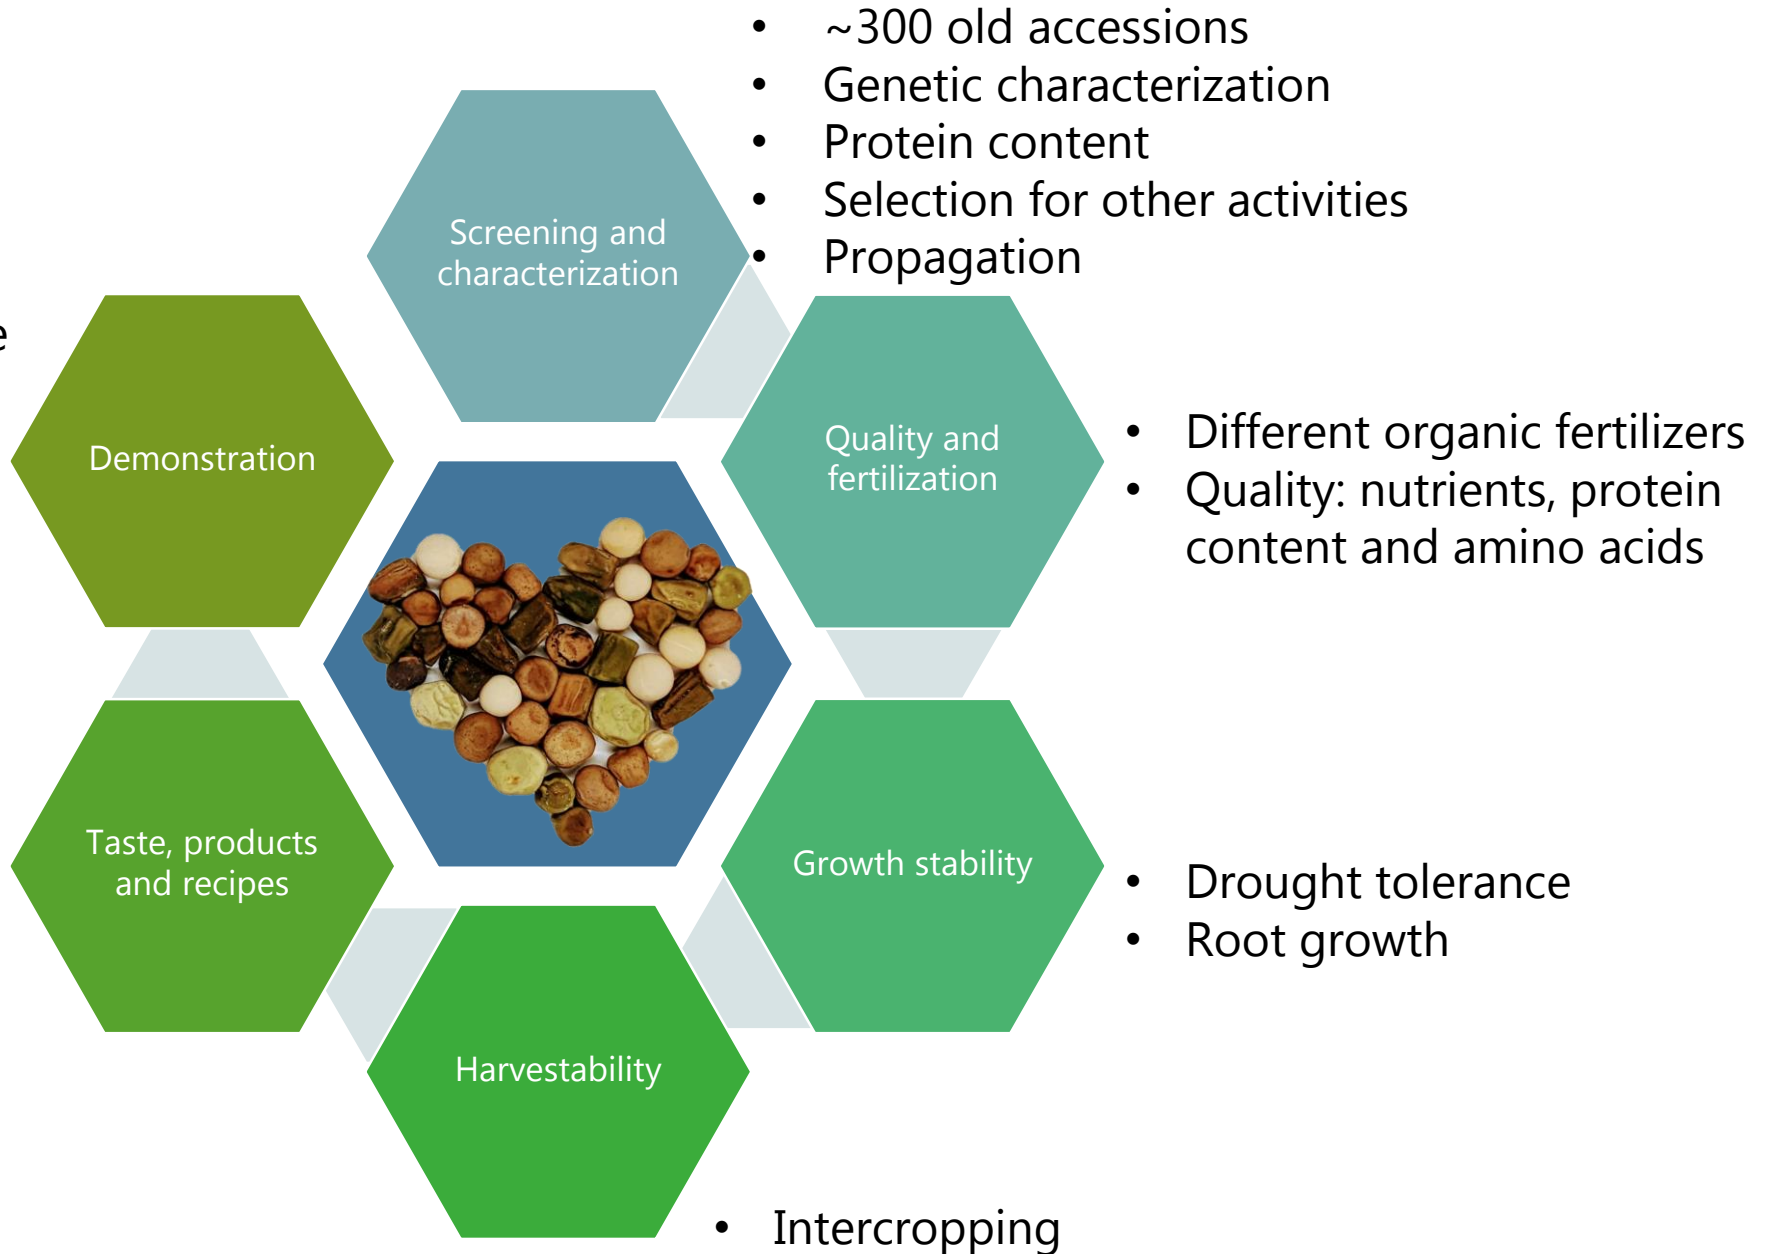 • ~300 old accessions
• Genetic characterization
• Protein content
• Selection for other activities
• Propagation
Screening and
characterization
Quality and
fertilization
• Different organic fertilizers
• Quality: nutrients, protein
content and amino acids
Growth stability
• Drought tolerance
• Root growth
Harvestability
• Intercropping
Taste, products
and recipes
Demonstration